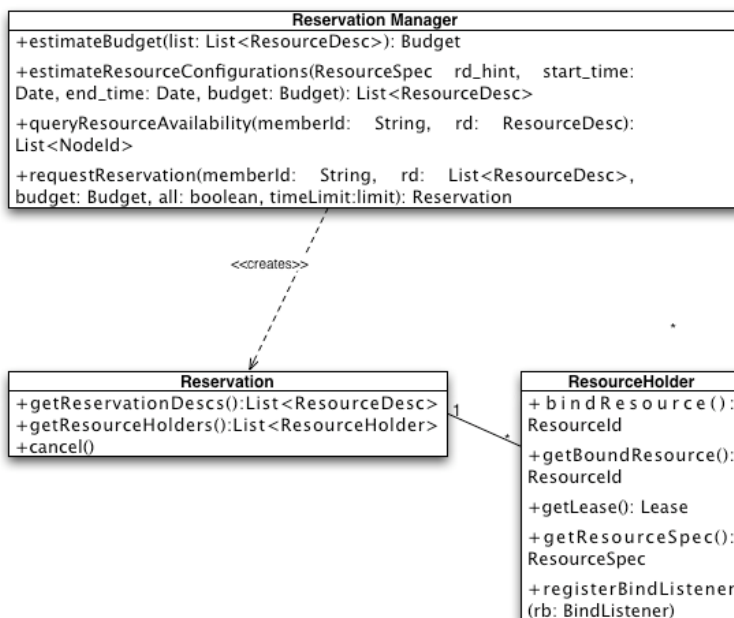 Reservation Manager
+estimateBudget(list: List<ResourceDesc>): Budget
+estimateResourceConfigurations(ResourceSpec rd_hint, start_time:
Date, end_time: Date, budget: Budget): List<ResourceDesc>
+queryResourceAvailability(memberId: String, rd: ResourceDesc):
List<NodeId>
+requestReservation(memberId: String, rd: List<ResourceDesc>,
budget: Budget, all: boolean, timeLimit:limit): Reservation
<<creates>>
*
Reservation
+getReservationDescs():List<ResourceDesc>
+getResourceHolders():List<ResourceHolder>
+cancel()
1
*
ResourceHolder
+bindResource():
ResourceId
+getBoundResource():
ResourceId
+getLease(): Lease
+getResourceSpec():
ResourceSpec
+registerBindListener
(rb: BindListener)